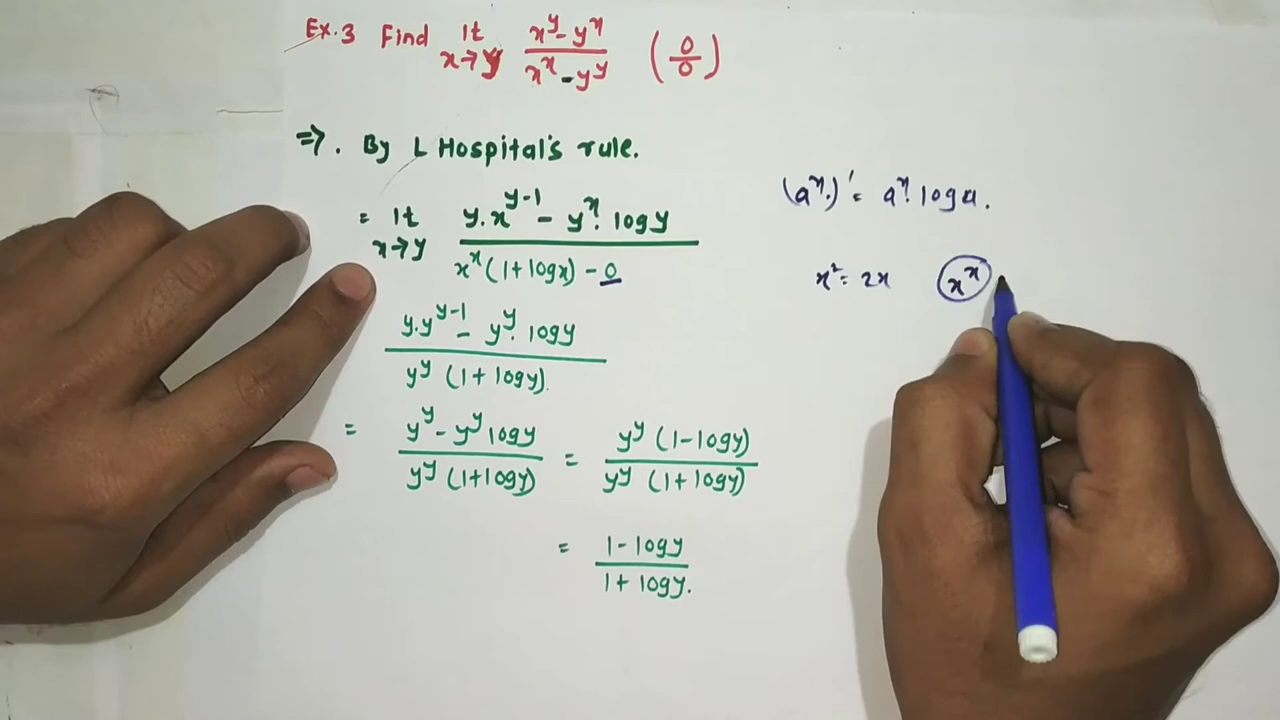 Ex.3 Find lt x→y (x^y - y^x)/(x^x - y^y) (0/0)
⇒. By L Hospital's rule.
= lt x→y (y.x^(y-1) - y^x. log y)/(x^x (1 + log x) - 0)
(y.y^(y-1) - y^y. log y)/(y^y (1 + log y).
= (y^y - y^y log y)/(y^y (1 + log y)) = (y^y (1 - log y))/(y^y (1 + log y))
= (1 - log y)/(1 + log y.
(a^x.)' = a^x. log a.
x^2 = 2x x^x